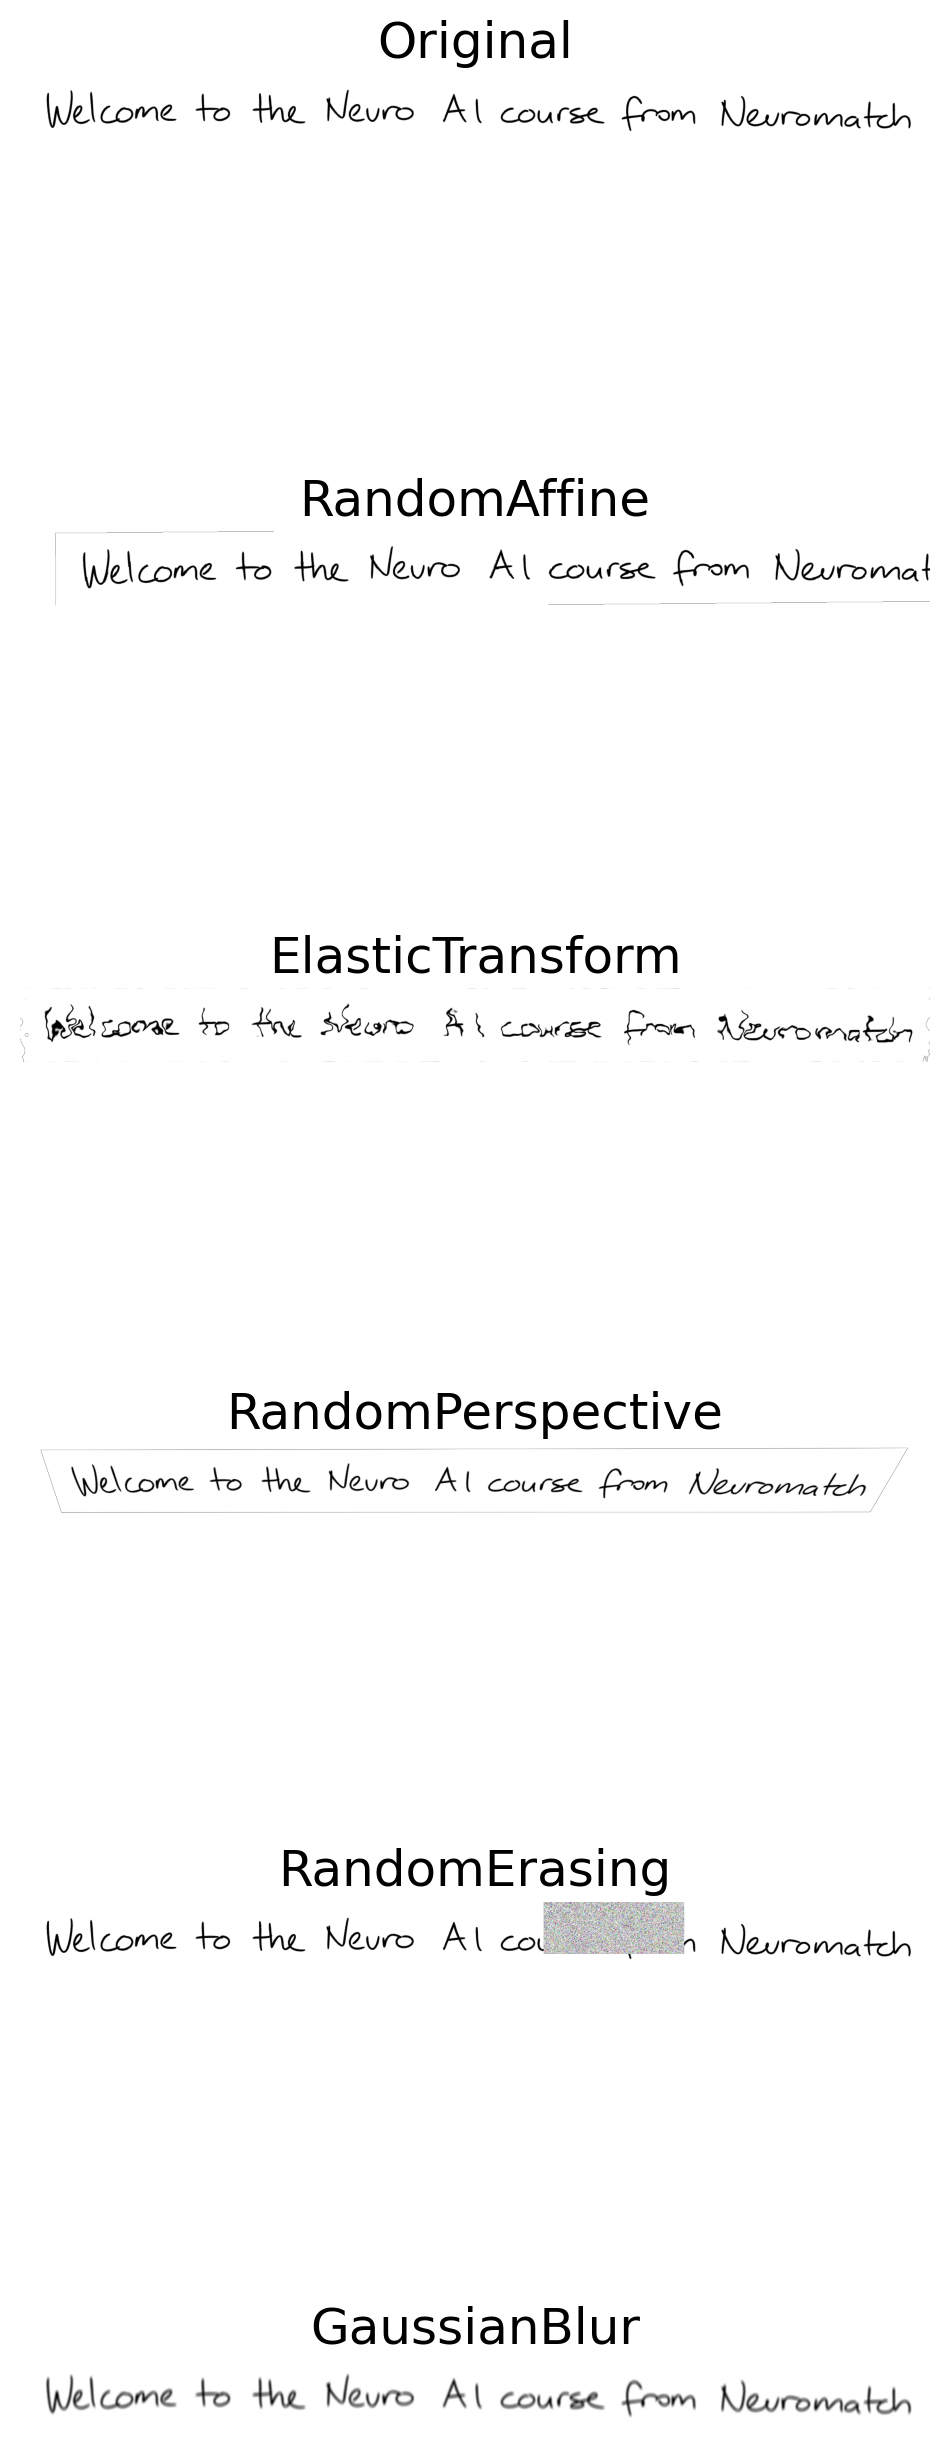 Original
Welcome to the Neuro AI course from Neuromatch
RandomAffine
Welcome to the Neuro AI course from Neuromat
ElasticTransform
Welcome to the Neuro AI course from Neuromatch
RandomPerspective
Welcome to the Neuro AI course from Neuromatch
RandomErasing
Welcome to the Neuro AI Neuromatch
GaussianBlur
Welcome to the Neuro AI course from Neuromatch